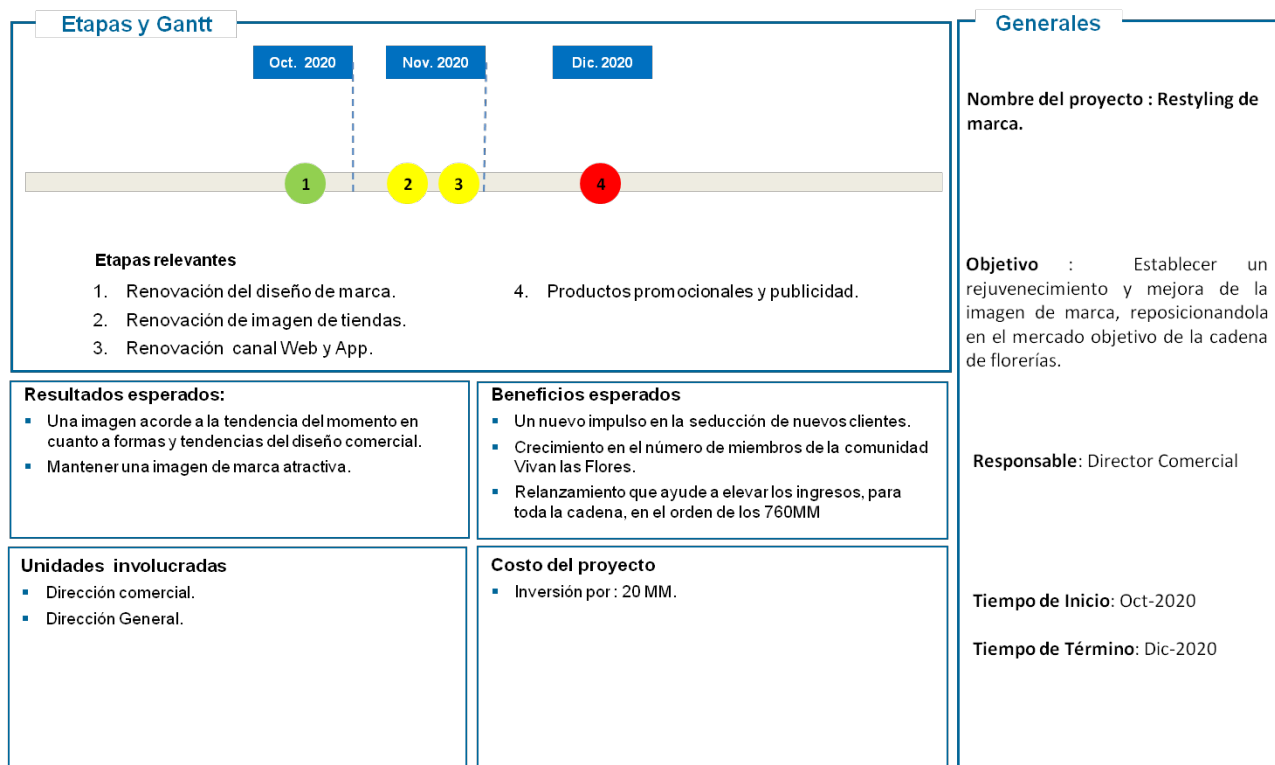 Etapas y Gantt
Oct. 2020
Nov. 2020
Dic. 2020
1
2
3
4
Etapas relevantes
1. Renovación del diseño de marca.
2. Renovación de imagen de tiendas.
3. Renovación canal Web y App.
4. Productos promocionales y publicidad.
Resultados esperados:
▪ Una imagen acorde a la tendencia del momento en
cuanto a formas y tendencias del diseño comercial.
▪ Mantener una imagen de marca atractiva.
Beneficios esperados
▪ Un nuevo impulso en la seducción de nuevos clientes.
▪ Crecimiento en el número de miembros de la comunidad
Vivan las Flores.
▪ Relanzamiento que ayude a elevar los ingresos, para
toda la cadena, en el orden de los 760MM
Unidades involucradas
▪ Dirección comercial.
▪ Dirección General.
Costo del proyecto
▪ Inversión por : 20 MM.
Generales
Nombre del proyecto : Restyling de
marca.
Objetivo : Establecer un
rejuvenecimiento y mejora de la
imagen de marca, reposicionandola
en el mercado objetivo de la cadena
de florerías.
Responsable: Director Comercial
Tiempo de Inicio: Oct-2020
Tiempo de Término: Dic-2020